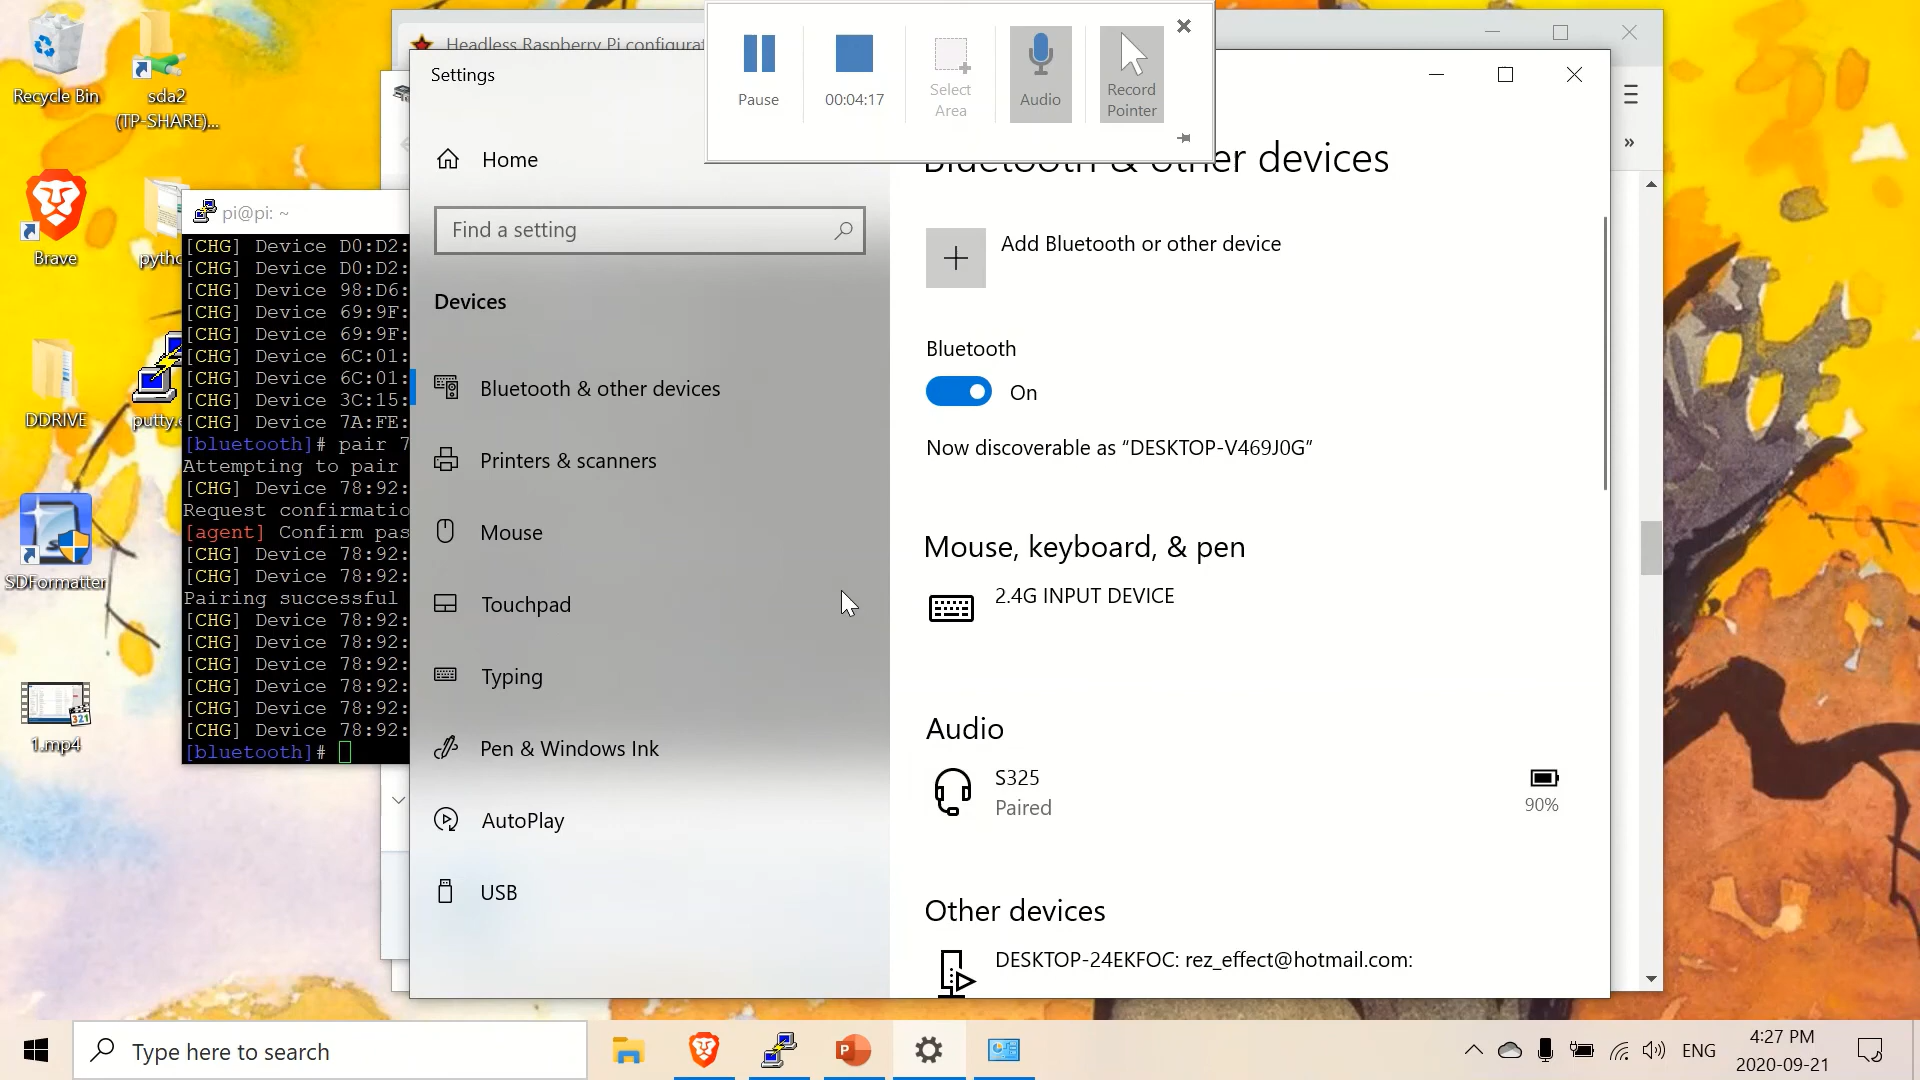 Recycle Bin
sda2
(TP-SHARE)...
Brave
DDRIVE
SDFormatter
1.mp4
Headless Raspberry Pi
Pause
00:04:17
Select
Area
Audio
Record
Pointer
pi@pi: ~
[CHG] Device D0:D2:
[CHG] Device D0:D2:
[CHG] Device 98:D6:
[CHG] Device 69:9F:
[CHG] Device 69:9F:
[CHG] Device 6C:01:
[CHG] Device 6C:01:
[CHG] Device 3C:15:
[CHG] Device 7A:FE:
[bluetooth]# pair 7
Attempting to pair
[CHG] Device 78:92:
Request confirmatio
[agent] Confirm pas
[CHG] Device 78:92:
[CHG] Device 78:92:
Pairing successful
[CHG] Device 78:92:
[CHG] Device 78:92:
[CHG] Device 78:92:
[CHG] Device 78:92:
[CHG] Device 78:92:
[CHG] Device 78:92:
[bluetooth]#
Settings
Home
Find a setting
Devices
Bluetooth & other devices
Printers & scanners
Mouse
Touchpad
Typing
Pen & Windows Ink
AutoPlay
USB
Bluetooth & other devices
Add Bluetooth or other device
Bluetooth
On
Now discoverable as “DESKTOP-V469J0G”
Mouse, keyboard, & pen
2.4G INPUT DEVICE
Audio
S325
Paired
90%
Other devices
DESKTOP-24EKFOC: rez_effect@hotmail.com:
Type here to search
ENG
4:27 PM
2020-09-21